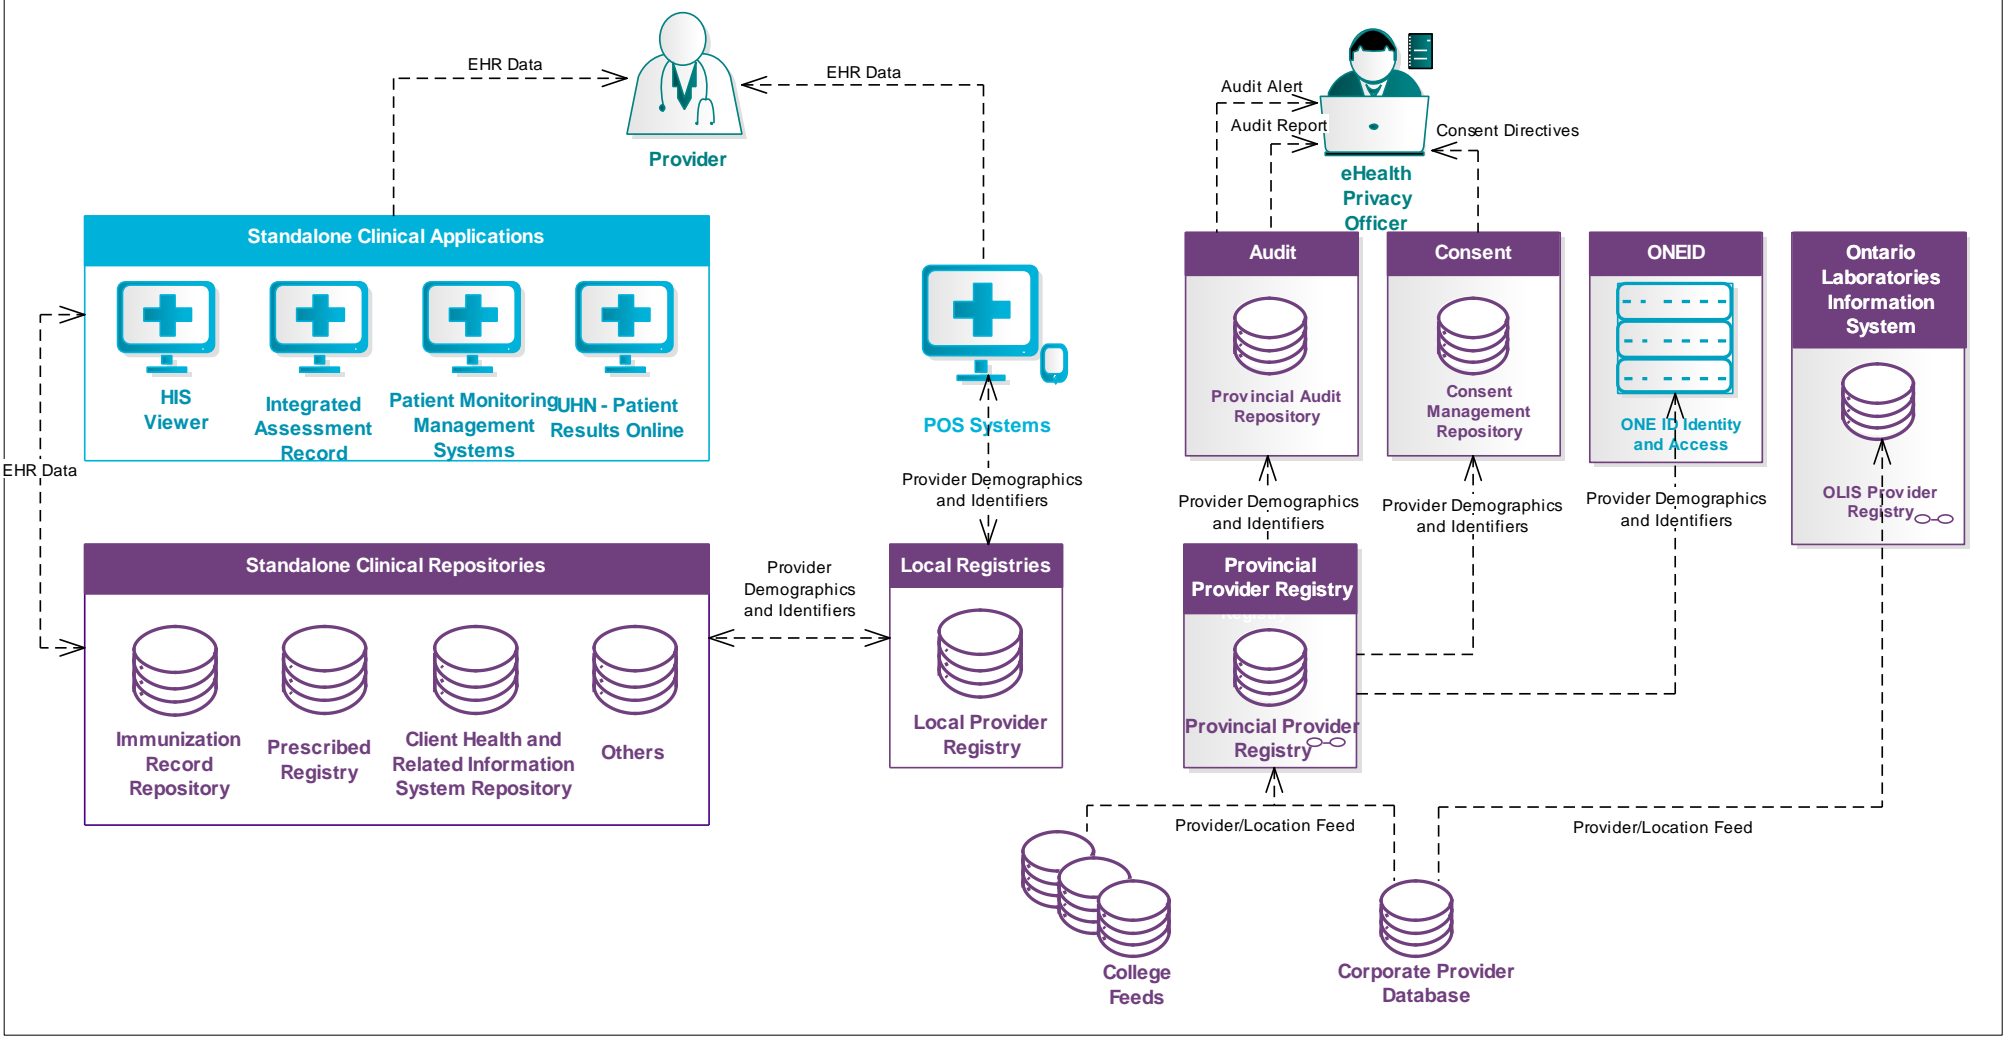 EHR Data
EHR Data
Provider
Audit Alert
Audit Report
Consent Directives
eHealth
Privacy
Officer
Standalone Clinical Applications
HIS
Viewer
Integrated
Assessment
Record
Patient Monitoring
Management
Systems
UHN - Patient
Results Online
EHR Data
POS Systems
Provider Demographics
and Identifiers
Audit
Provincial Audit
Repository
Consent
Consent
Management
Repository
ONEID
ONE ID Identity
and Access
Ontario
Laboratories
Information
System
OLIS Provider
Registry
Provider Demographics
and Identifiers
Provider Demographics
and Identifiers
Provider Demographics
and Identifiers
Standalone Clinical Repositories
Immunization
Record
Repository
Prescribed
Registry
Client Health and
Related Information
System Repository
Others
Provider
Demographics
and Identifiers
Local Registries
Local Provider
Registry
Provincial
Provider Registry
Registry
Provincial Provider
Registry
Provider/Location Feed
Provider/Location Feed
College
Feeds
Corporate Provider
Database